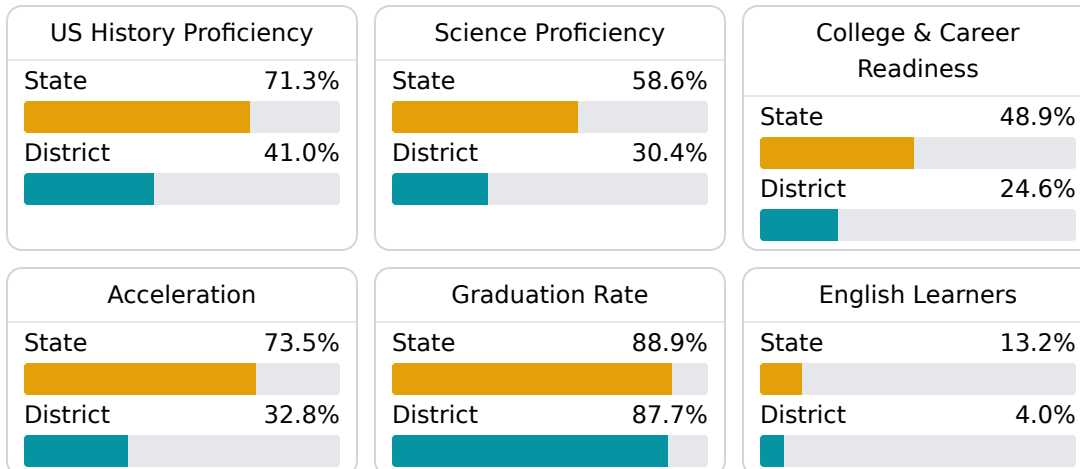 US History Proficiency
State 71.3%
District 41.0%
Science Proficiency
State 58.6%
District 30.4%
College & Career
Readiness
State 48.9%
District 24.6%
Acceleration
State 73.5%
District 32.8%
Graduation Rate
State 88.9%
District 87.7%
English Learners
State 13.2%
District 4.0%